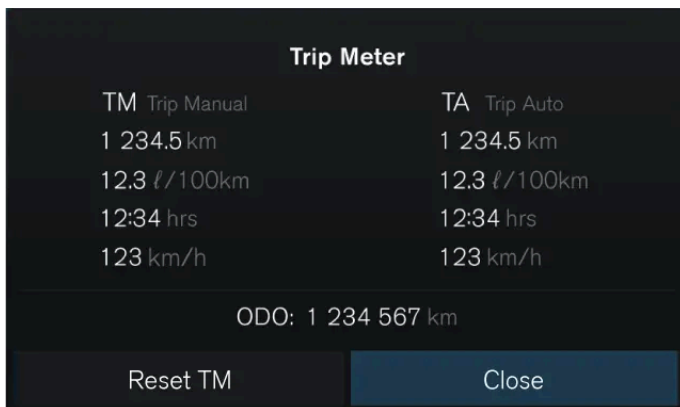 Trip Meter
TM Trip Manual
1 234.5 km
12.3 ℓ/100km
12:34 hrs
123 km/h
TA Trip Auto
1 234.5 km
12.3 ℓ/100km
12:34 hrs
123 km/h
ODO: 1 234 567 km
Reset TM
Close